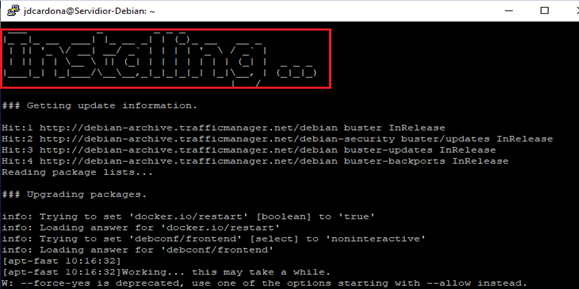 jdcardona@Servidior-Debian: ~
Installing...
### Getting update information.
Hit:1 http://debian-archive.trafficmanager.net/debian buster InRelease
Hit:2 http://debian-archive.trafficmanager.net/debian-security buster/updates InRelease
Hit:3 http://debian-archive.trafficmanager.net/debian buster-updates InRelease
Hit:4 http://debian-archive.trafficmanager.net/debian buster-backports InRelease
Reading package lists...
### Upgrading packages.
info: Trying to set 'docker.io/restart' [boolean] to 'true'
info: Loading answer for 'docker.io/restart'
info: Trying to set 'debconf/frontend' [select] to 'noninteractive'
info: Loading answer for 'debconf/frontend'
[apt-fast 10:16:32]
[apt-fast 10:16:32]Working... this may take a while.
W: --force-yes is deprecated, use one of the options starting with --allow instead.